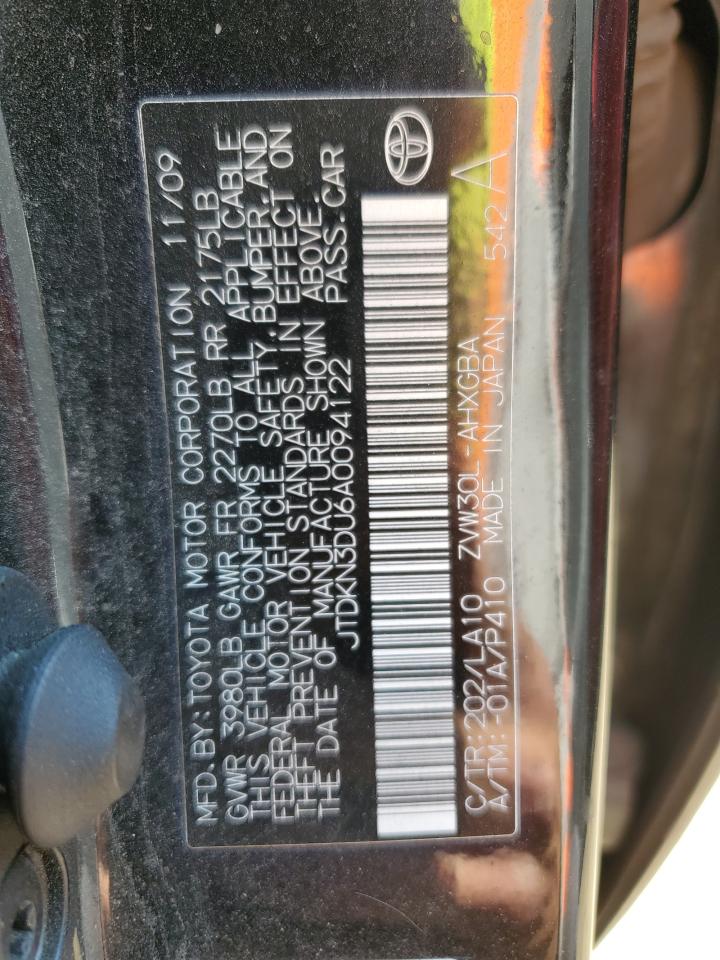 MFD. BY: TOYOTA MOTOR CORPORATION 11/09
GVWR 3980LB GAWR FR 2270LB RR 2175LB
THIS VEHICLE CONFORMS TO ALL APPLICABLE
FEDERAL MOTOR VEHICLE SAFETY, BUMPER, AND
THEFT PREVENTION STANDARDS IN EFFECT ON
THE DATE OF MANUFACTURE SHOWN ABOVE.
JTDKN3DU6A0094122 PASS. CAR
C/TR: 202/LA10 ZVW30L-AHXGBA
A/TM: -01A/P410 MADE IN JAPAN 542 A